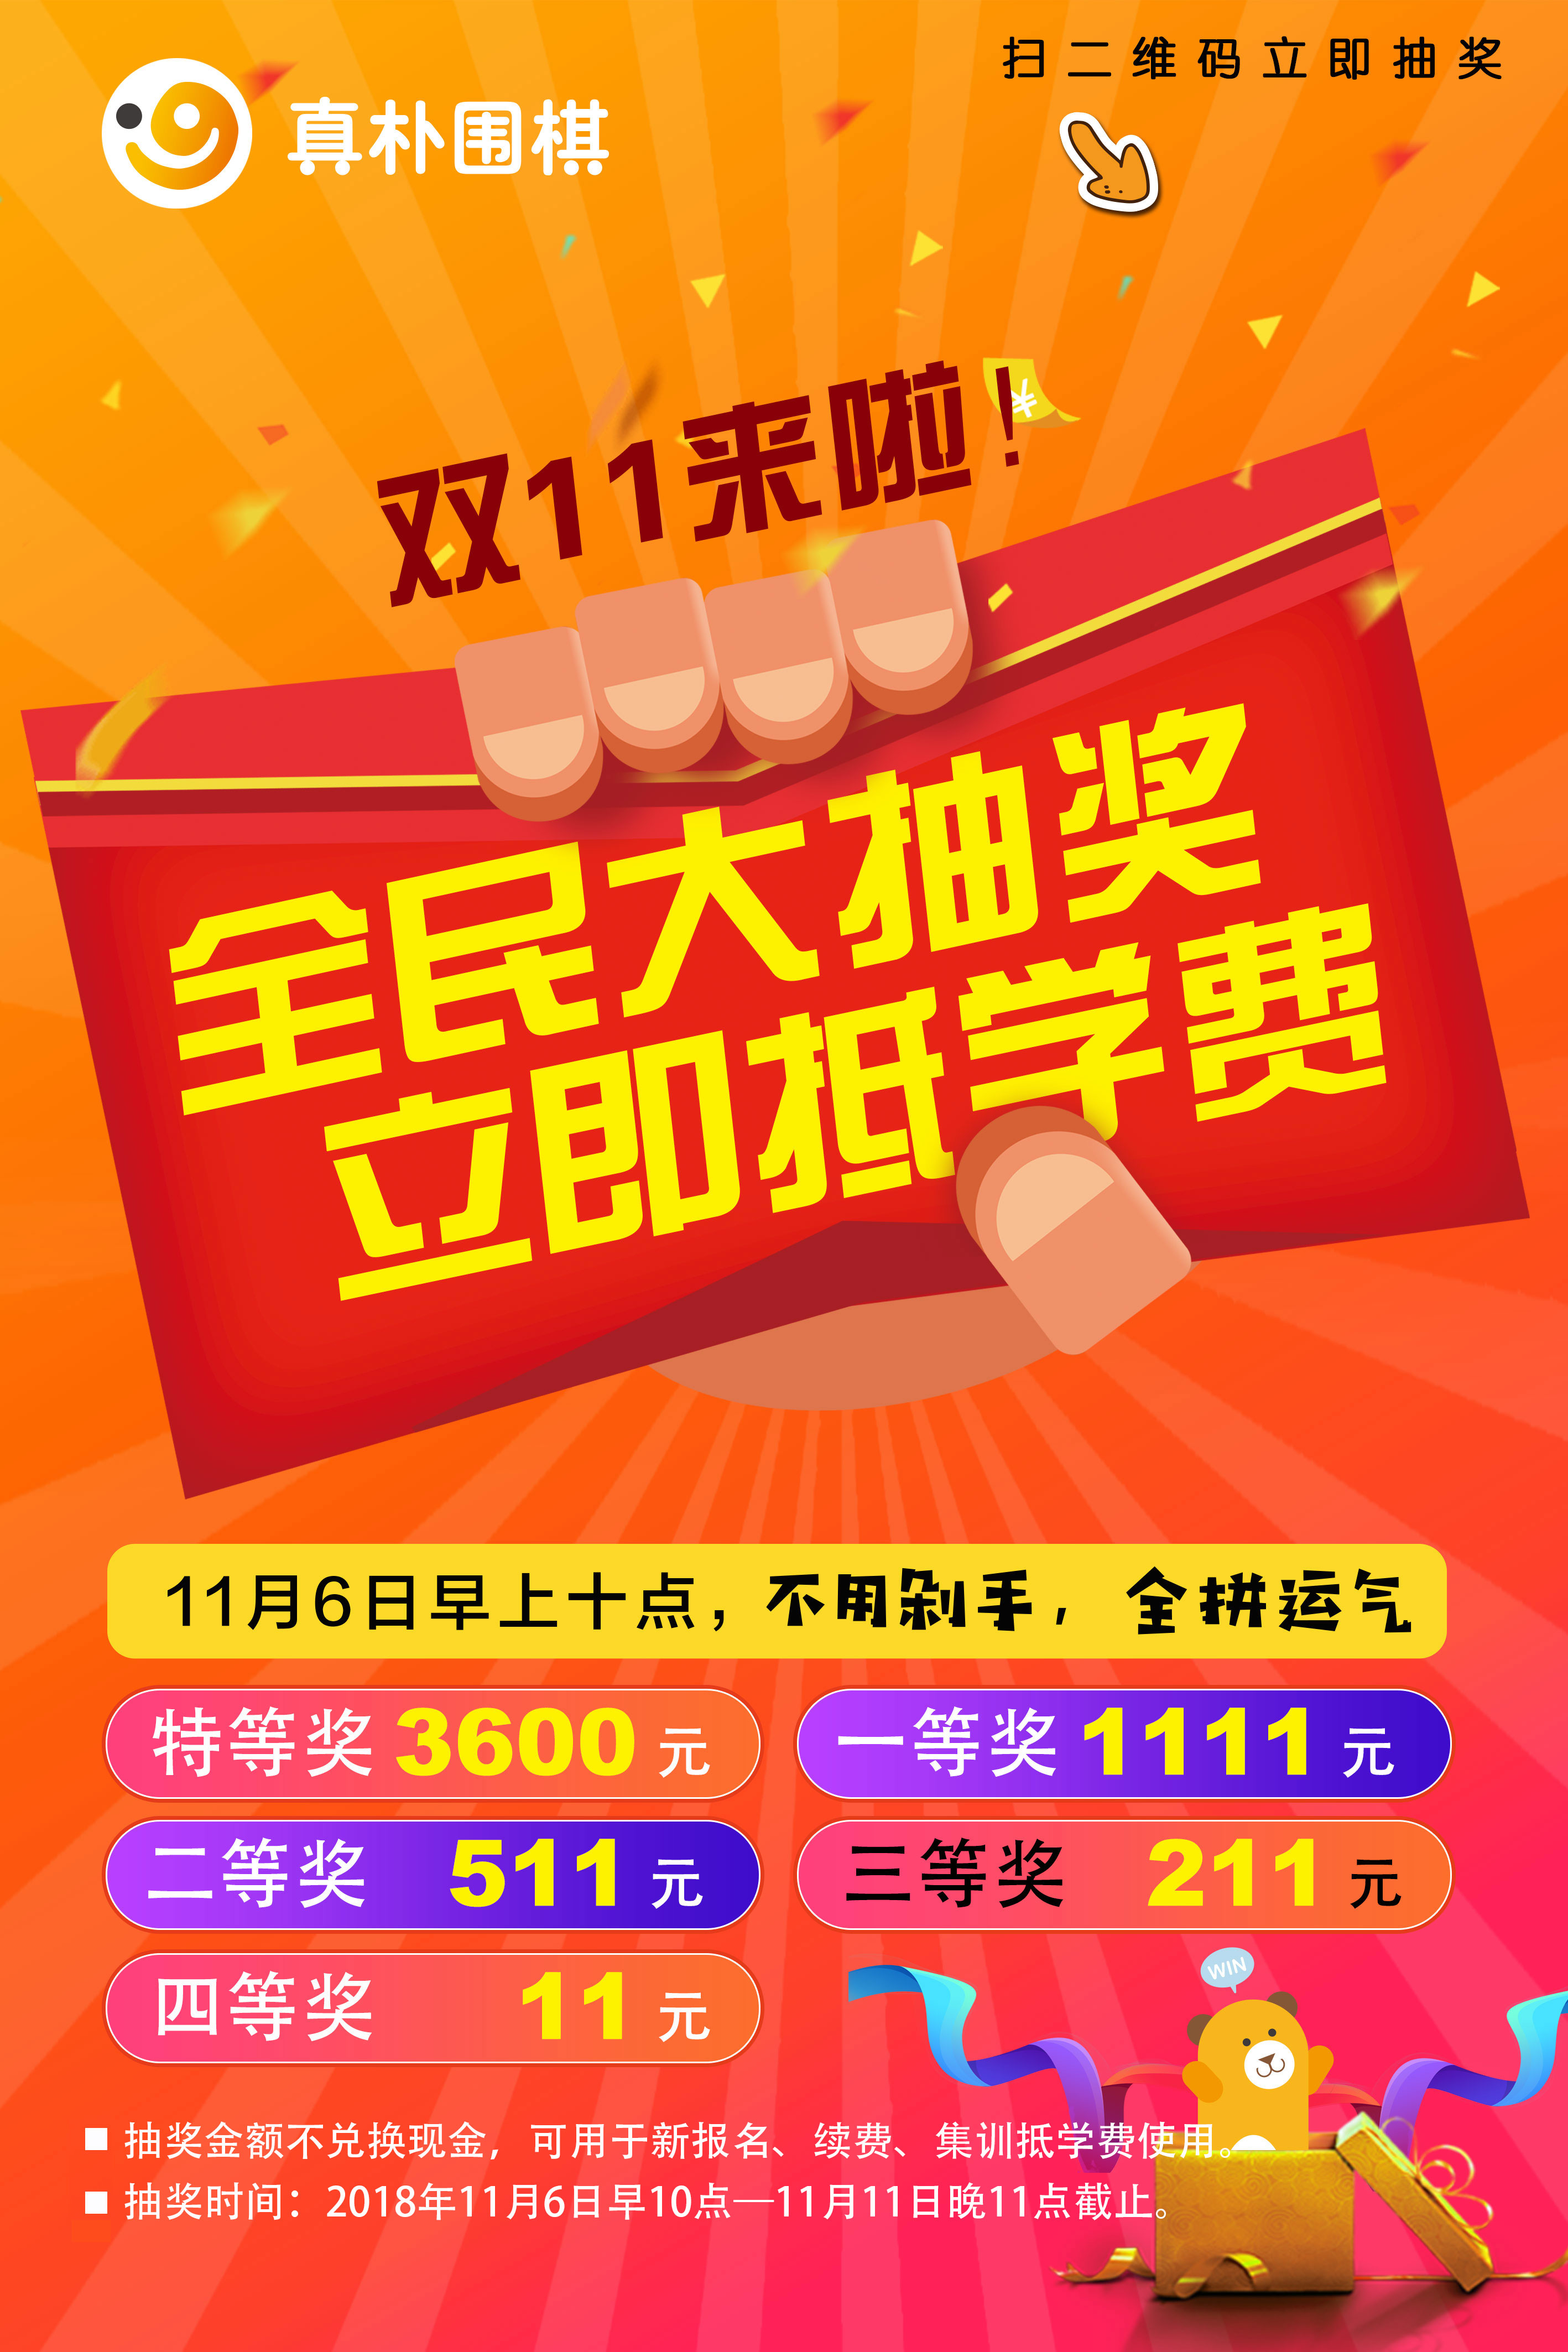 真朴围棋
扫二维码立即抽奖
双11来啦！
¥
全民大抽奖
立即抵学费
11月6日早上十点，不用剁手，全拼运气
特等奖 3600 元
一等奖 1111 元
二等奖 511 元
三等奖 211 元
四等奖 11 元
WIN
■ 抽奖金额不兑换现金，可用于新报名、续费、集训抵学费使用。
■ 抽奖时间：2018年11月6日早10点—11月11日晚11点截止。